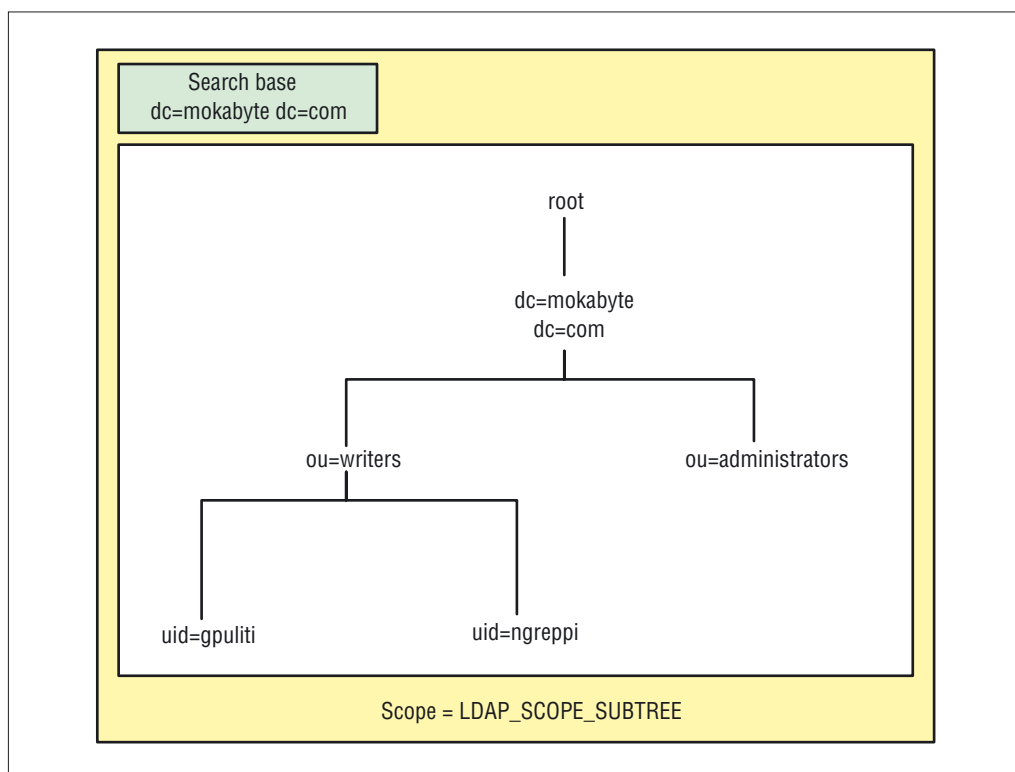 Search base
dc=mokabyte dc=com
root
dc=mokabyte
dc=com
ou=writers
ou=administrators
uid=gpuliti
uid=ngreppi
Scope = LDAP_SCOPE_SUBTREE